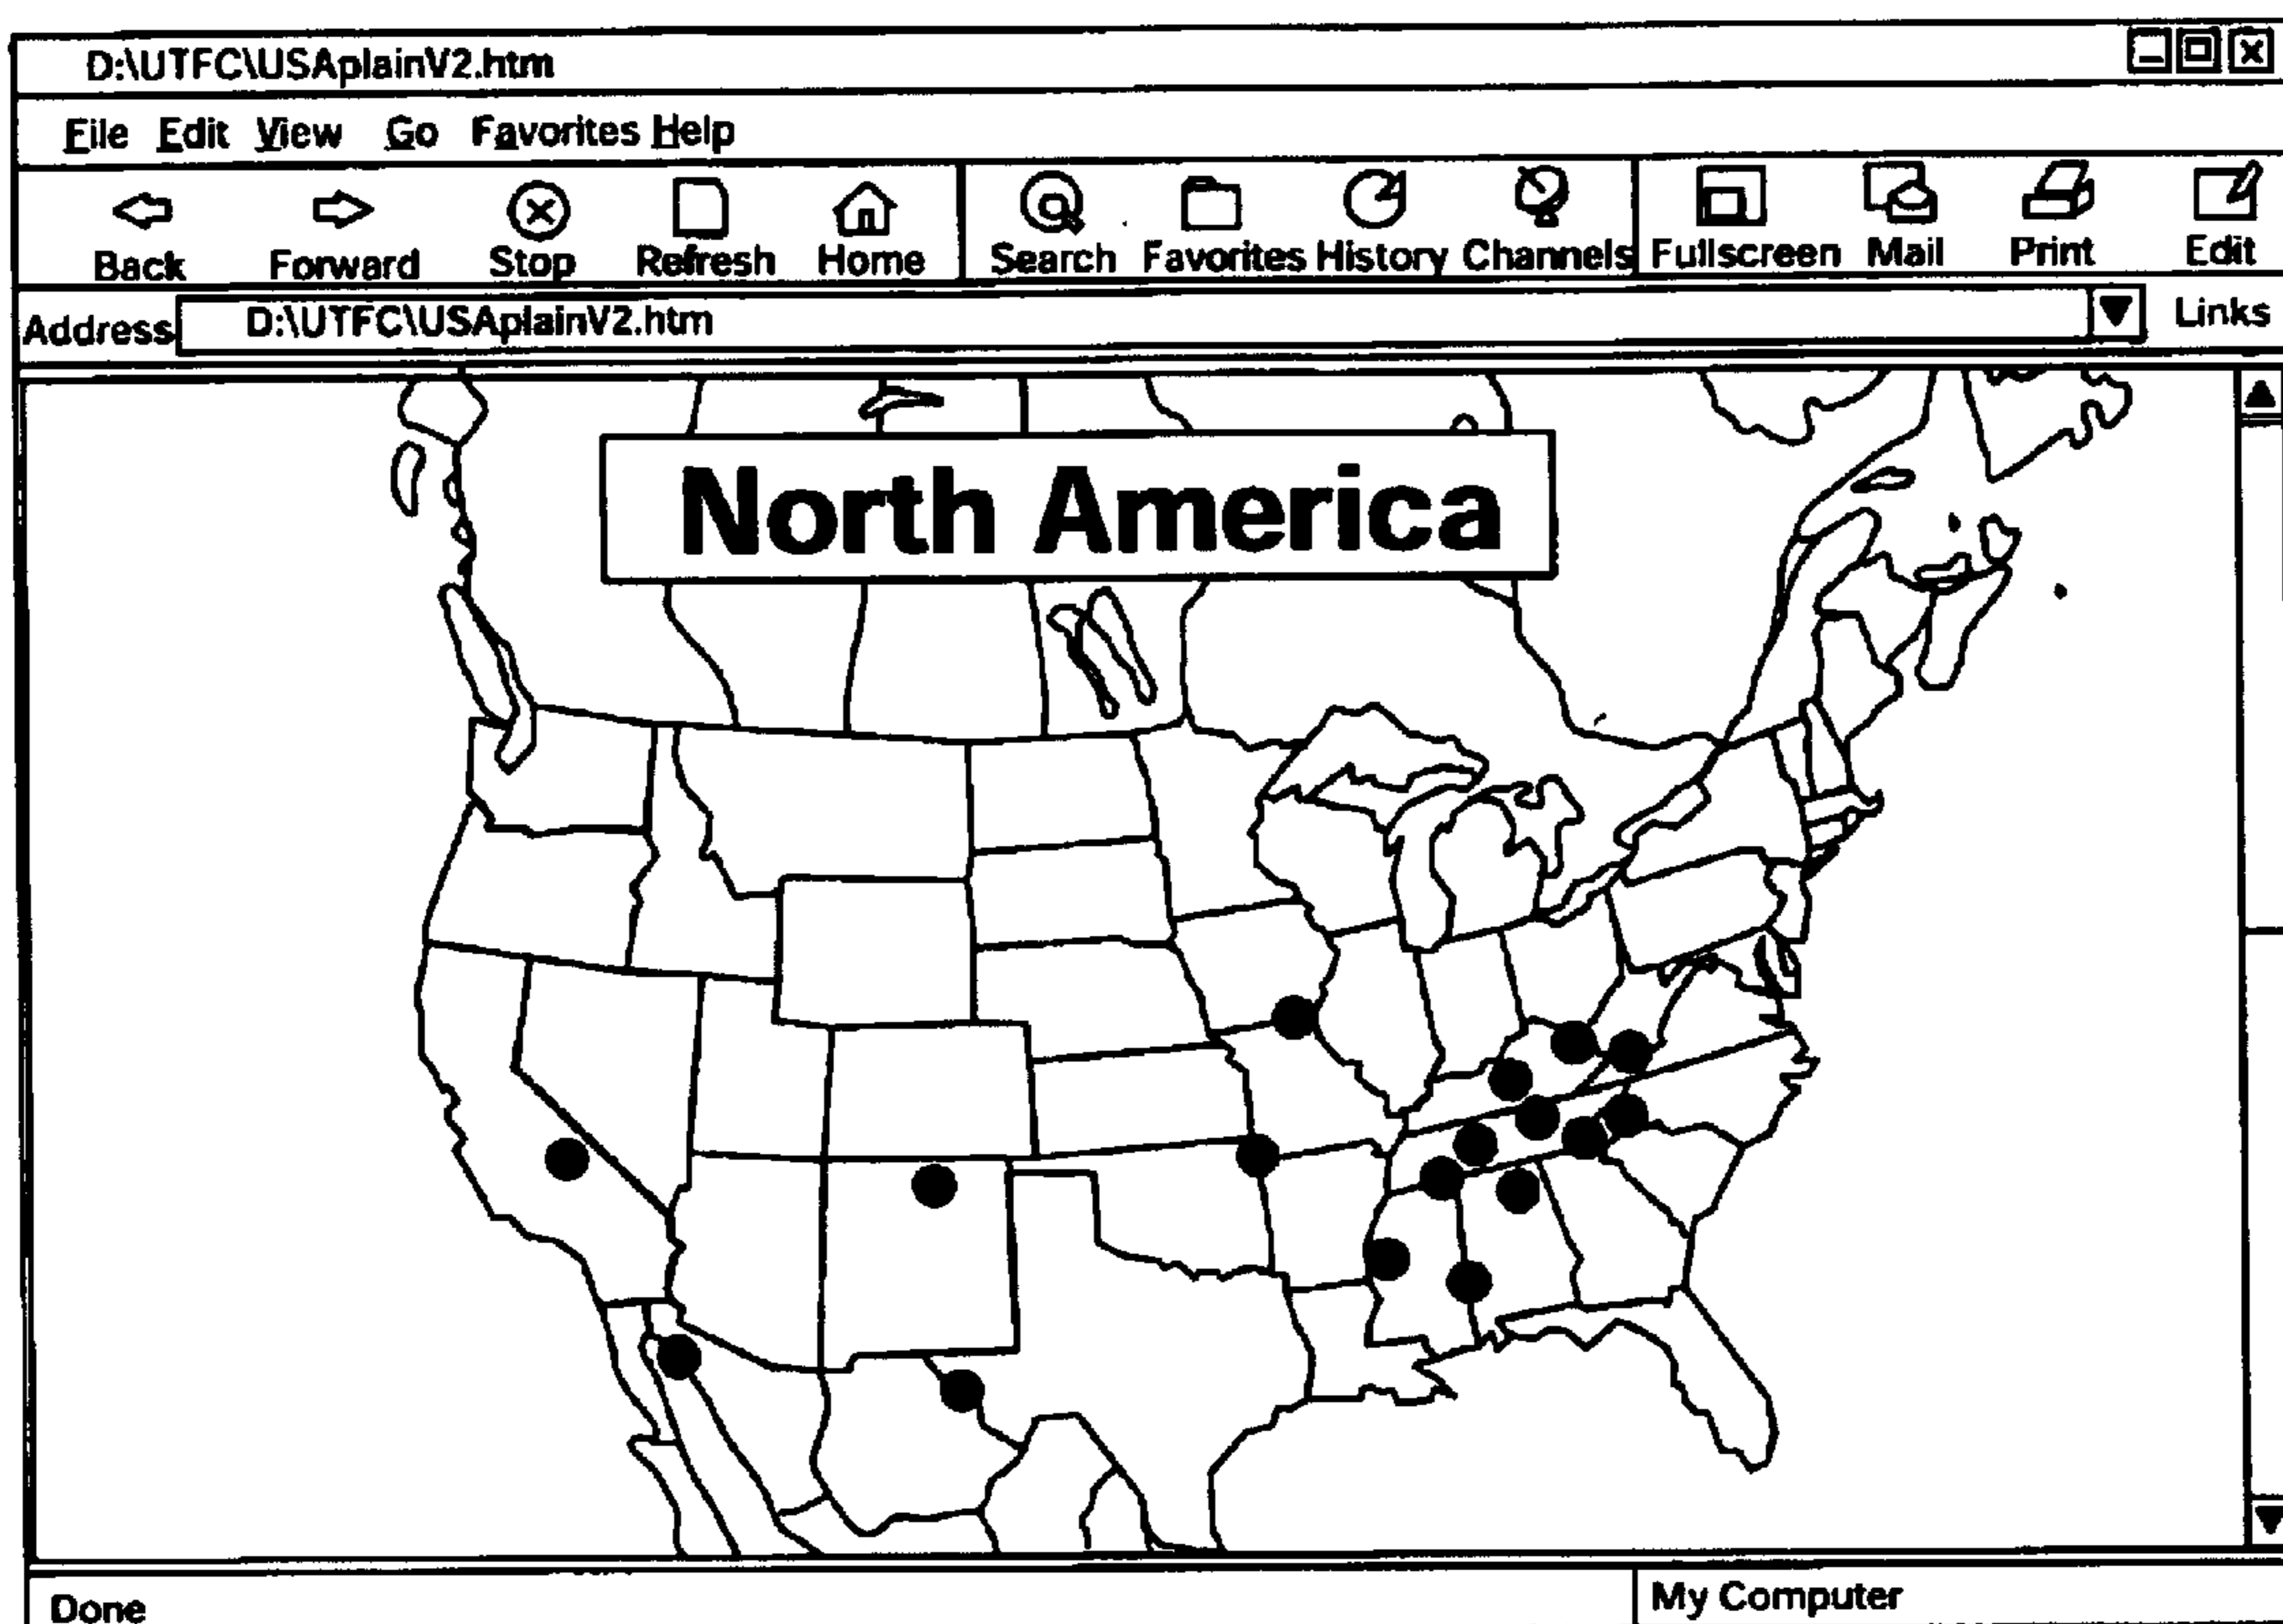 D:\UTFC\USAplainV2.htm
File Edit View Go Favorites Help
Back Forward Stop Refresh Home Search Favorites History Channels Fullscreen Mail Print Edit
Address D:\UTFC\USAplainV2.htm Links
North America
Done My Computer